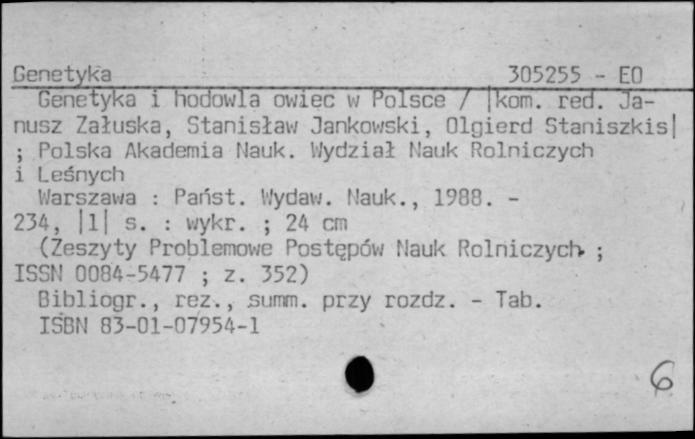 Genetyka 305255 - EO
Genetyka i hodowla owiec w Polsce / |kom. red. Ja-
nusz Załuska, Stanisław Jankowski, Olgierd Staniszkis|
; Polska Akademia Nauk. Wydział Nauk Rolniczych
i Leśnych
Warszawa : Państ. Wydaw. Nauk., 1988. -
234, |1| s. : wykr. ; 24 cm
(Zeszyty Problemowe Postępów Nauk Rolniczych ;
ISSN 0084-5477 ; z. 352)
Bibliogr., rez., summ. przy rozdz. - Tab.
ISBN 83-01-07954-1
6